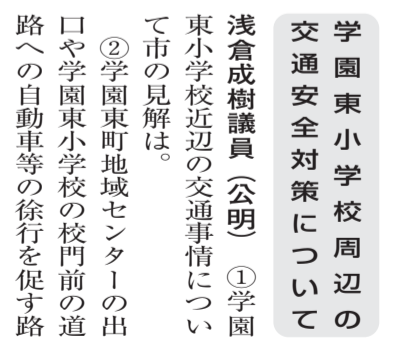 学園東小学校周辺の
交通安全対策について
浅倉成樹議員（公明） ①学園
東小学校近辺の交通事情につい
て市の見解は。
②学園東町地域センターの出
口や学園東小学校の校門前の道
路への自動車等の徐行を促す路